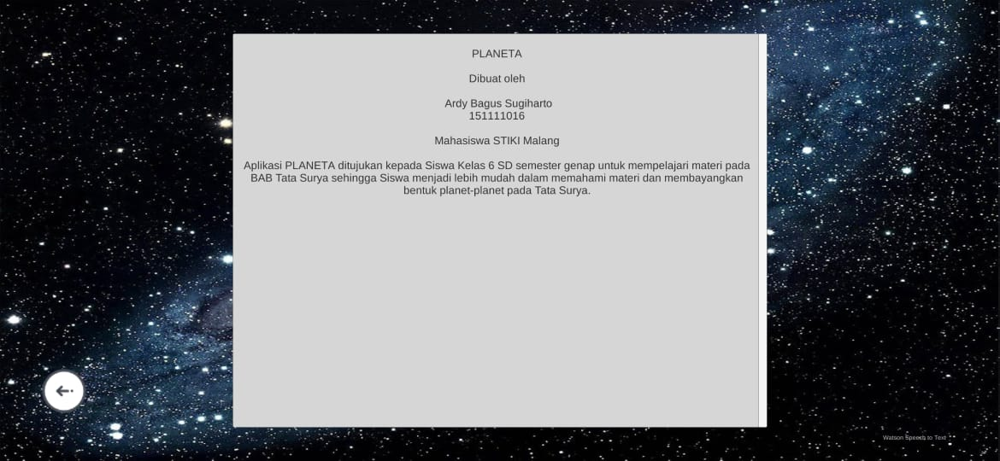 PLANETA
Dibuat oleh
Ardy Bagus Sugiharto
151111016
Mahasiswa STIKI Malang
Aplikasi PLANETA ditujukan kepada Siswa Kelas 6 SD semester genap untuk mempelajari materi pada
BAB Tata Surya sehingga Siswa menjadi lebih mudah dalam memahami materi dan membayangkan
bentuk planet-planet pada Tata Surya.
Watson Speech to Text